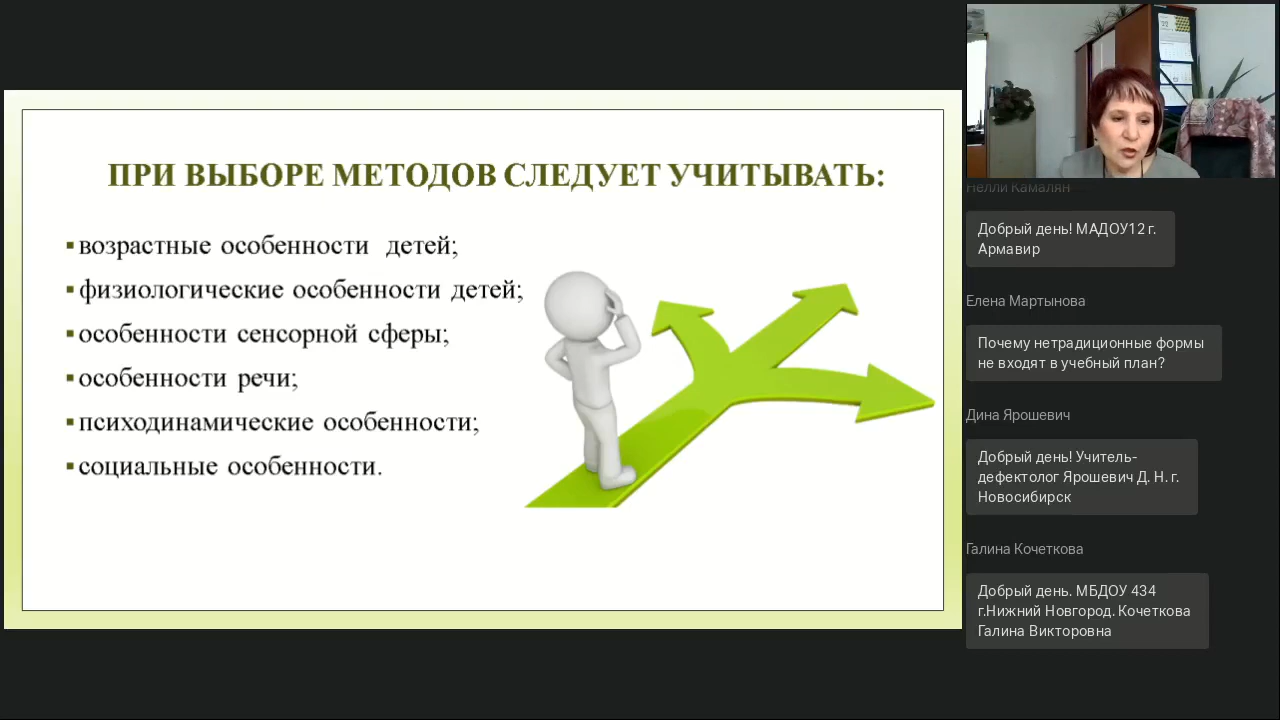 ПРИ ВЫБОРЕ МЕТОДОВ СЛЕДУЕТ УЧИТЫВАТЬ:
▪возрастные особенности детей;
▪физиологические особенности детей;
▪особенности сенсорной сферы;
▪особенности речи;
▪психодинамические особенности;
▪социальные особенности.
Нелли Камалян
Добрый день! МАДОУ12 г.
Армавир
Елена Мартынова
Почему нетрадиционные формы
не входят в учебный план?
Дина Ярошевич
Добрый день! Учитель-
дефектолог Ярошевич Д. Н. г.
Новосибирск
Галина Кочеткова
Добрый день. МБДОУ 434
г.Нижний Новгород. Кочеткова
Галина Викторовна